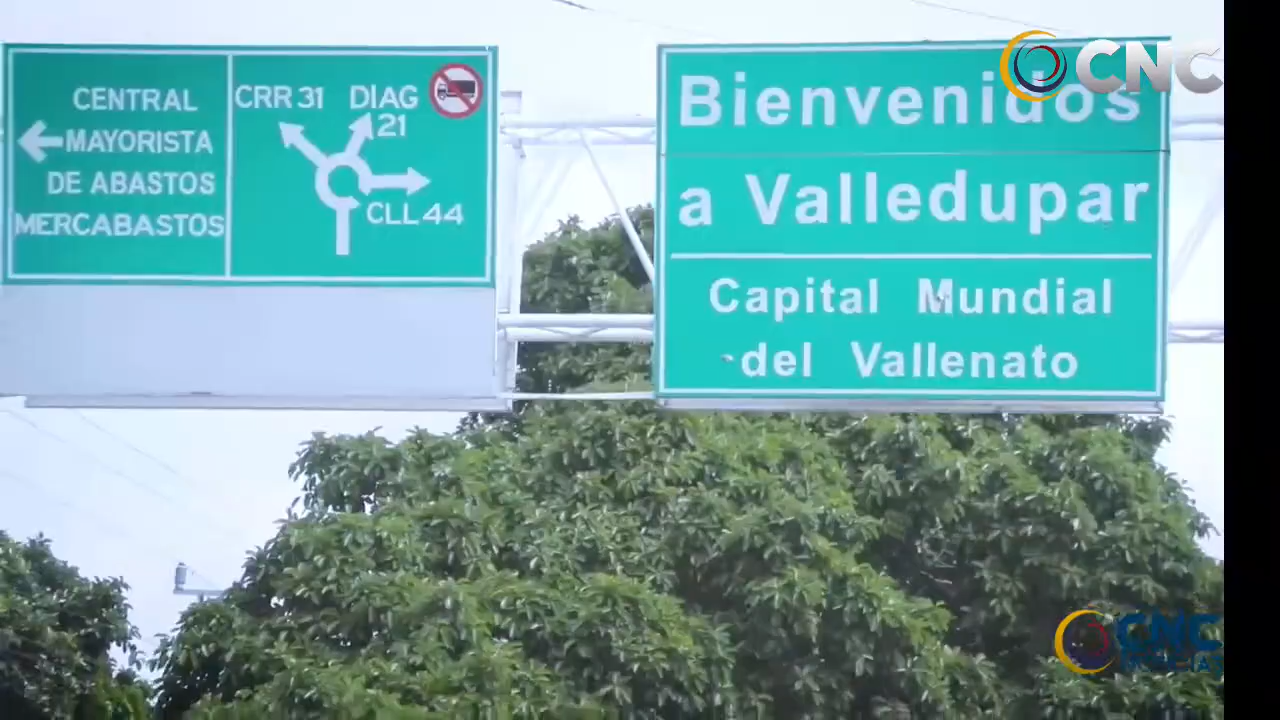 CENTRAL
MAYORISTA
DE ABASTOS
MERCABASTOS
CRR 31 DIAG
21
CLL 44
Bienvenidos
a Valledupar
Capital Mundial
del Vallenato
CNC
CNC
NOTICIAS